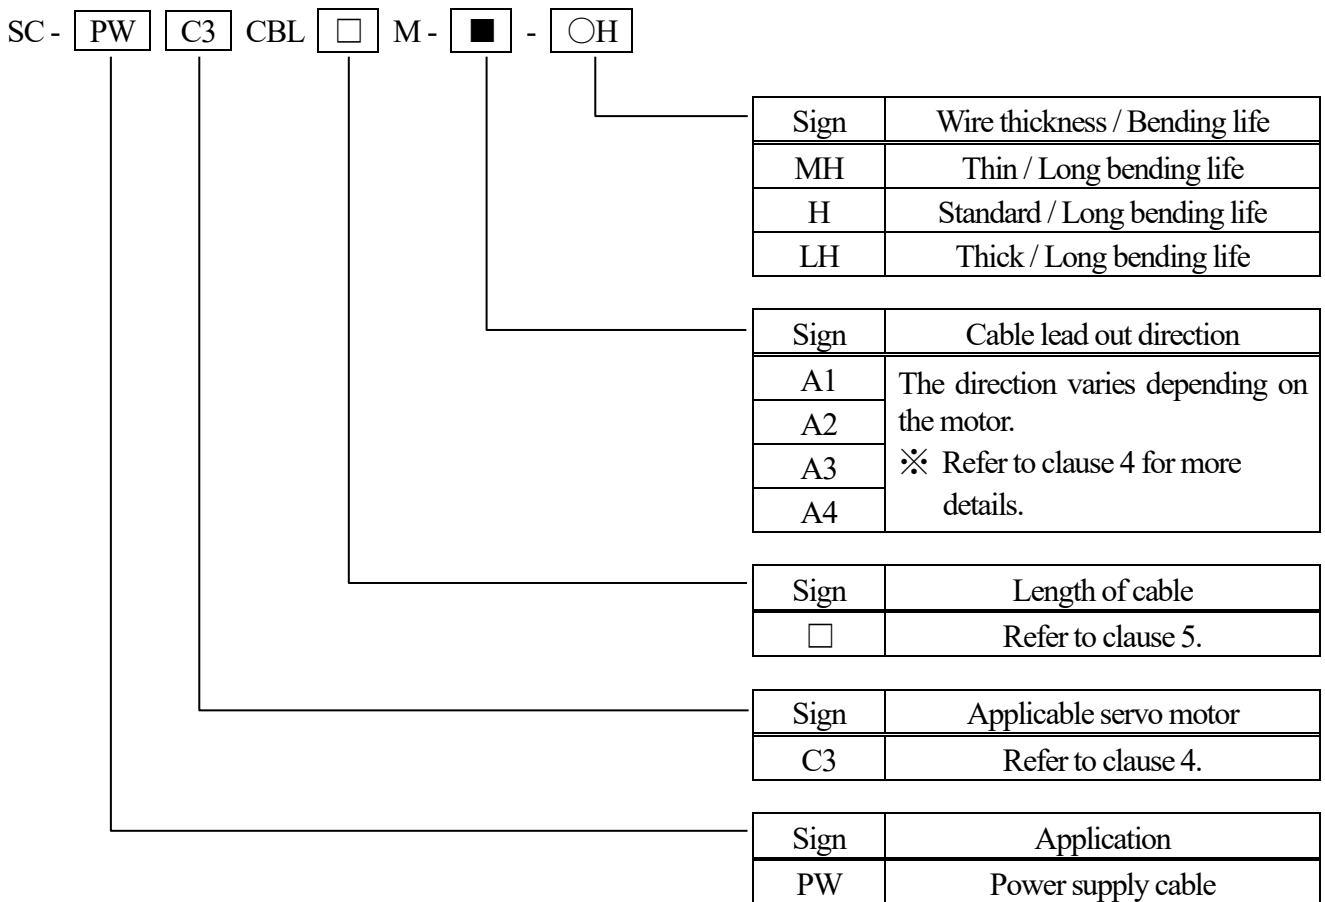 SC - PW C3 CBL □ M - ■ - ○H
Sign Wire thickness / Bending life
MH Thin / Long bending life
H Standard / Long bending life
LH Thick / Long bending life
Sign Cable lead out direction
A1 The direction varies depending on
A2 the motor.
A3 ※ Refer to clause 4 for more
A4 details.
Sign Length of cable
□ Refer to clause 5.
Sign Applicable servo motor
C3 Refer to clause 4.
Sign Application
PW Power supply cable